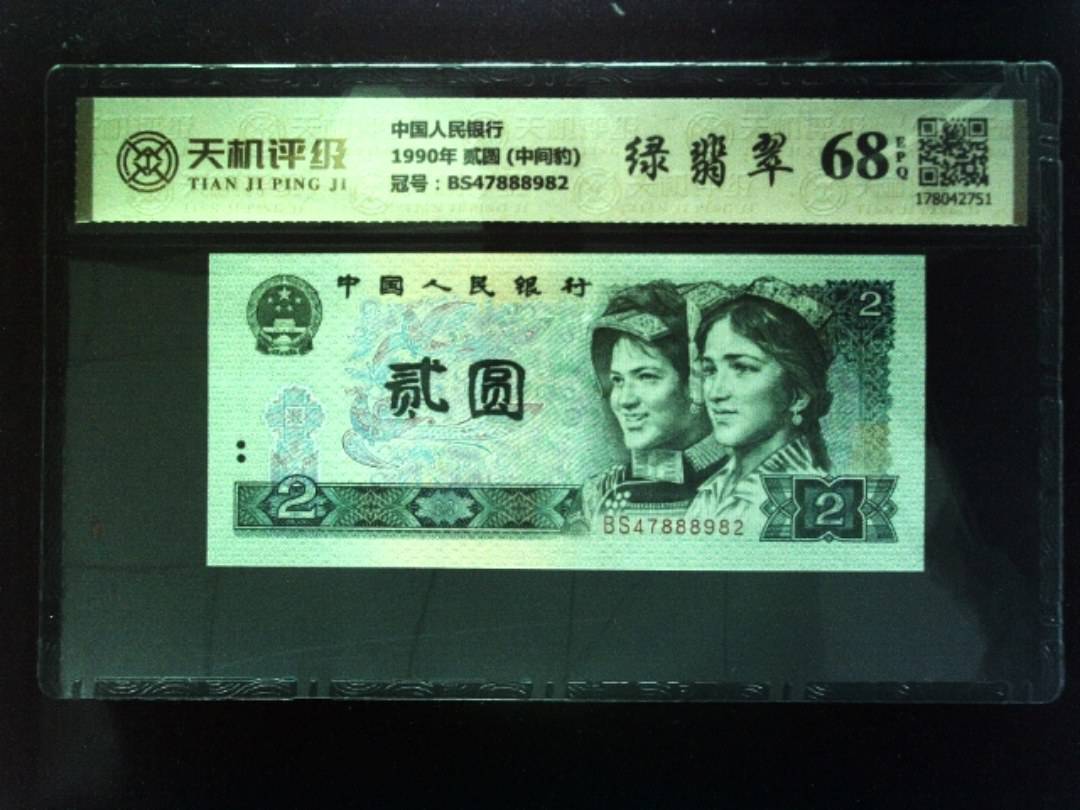 天机评级
TIAN JI PING JI
中国人民银行
1990年 贰圆 (中间豹)
冠号：BS47888982
绿翡翠
68
EPQ
178042751
中国人民银行
2
贰圆
2
BS47888982
2